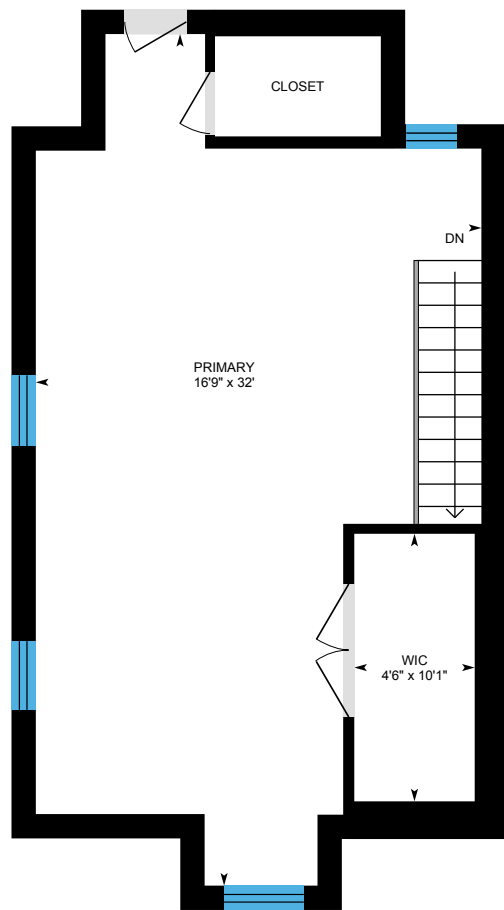 CLOSET
DN
PRIMARY
16'9" x 32'
WIC
4'6" x 10'1"